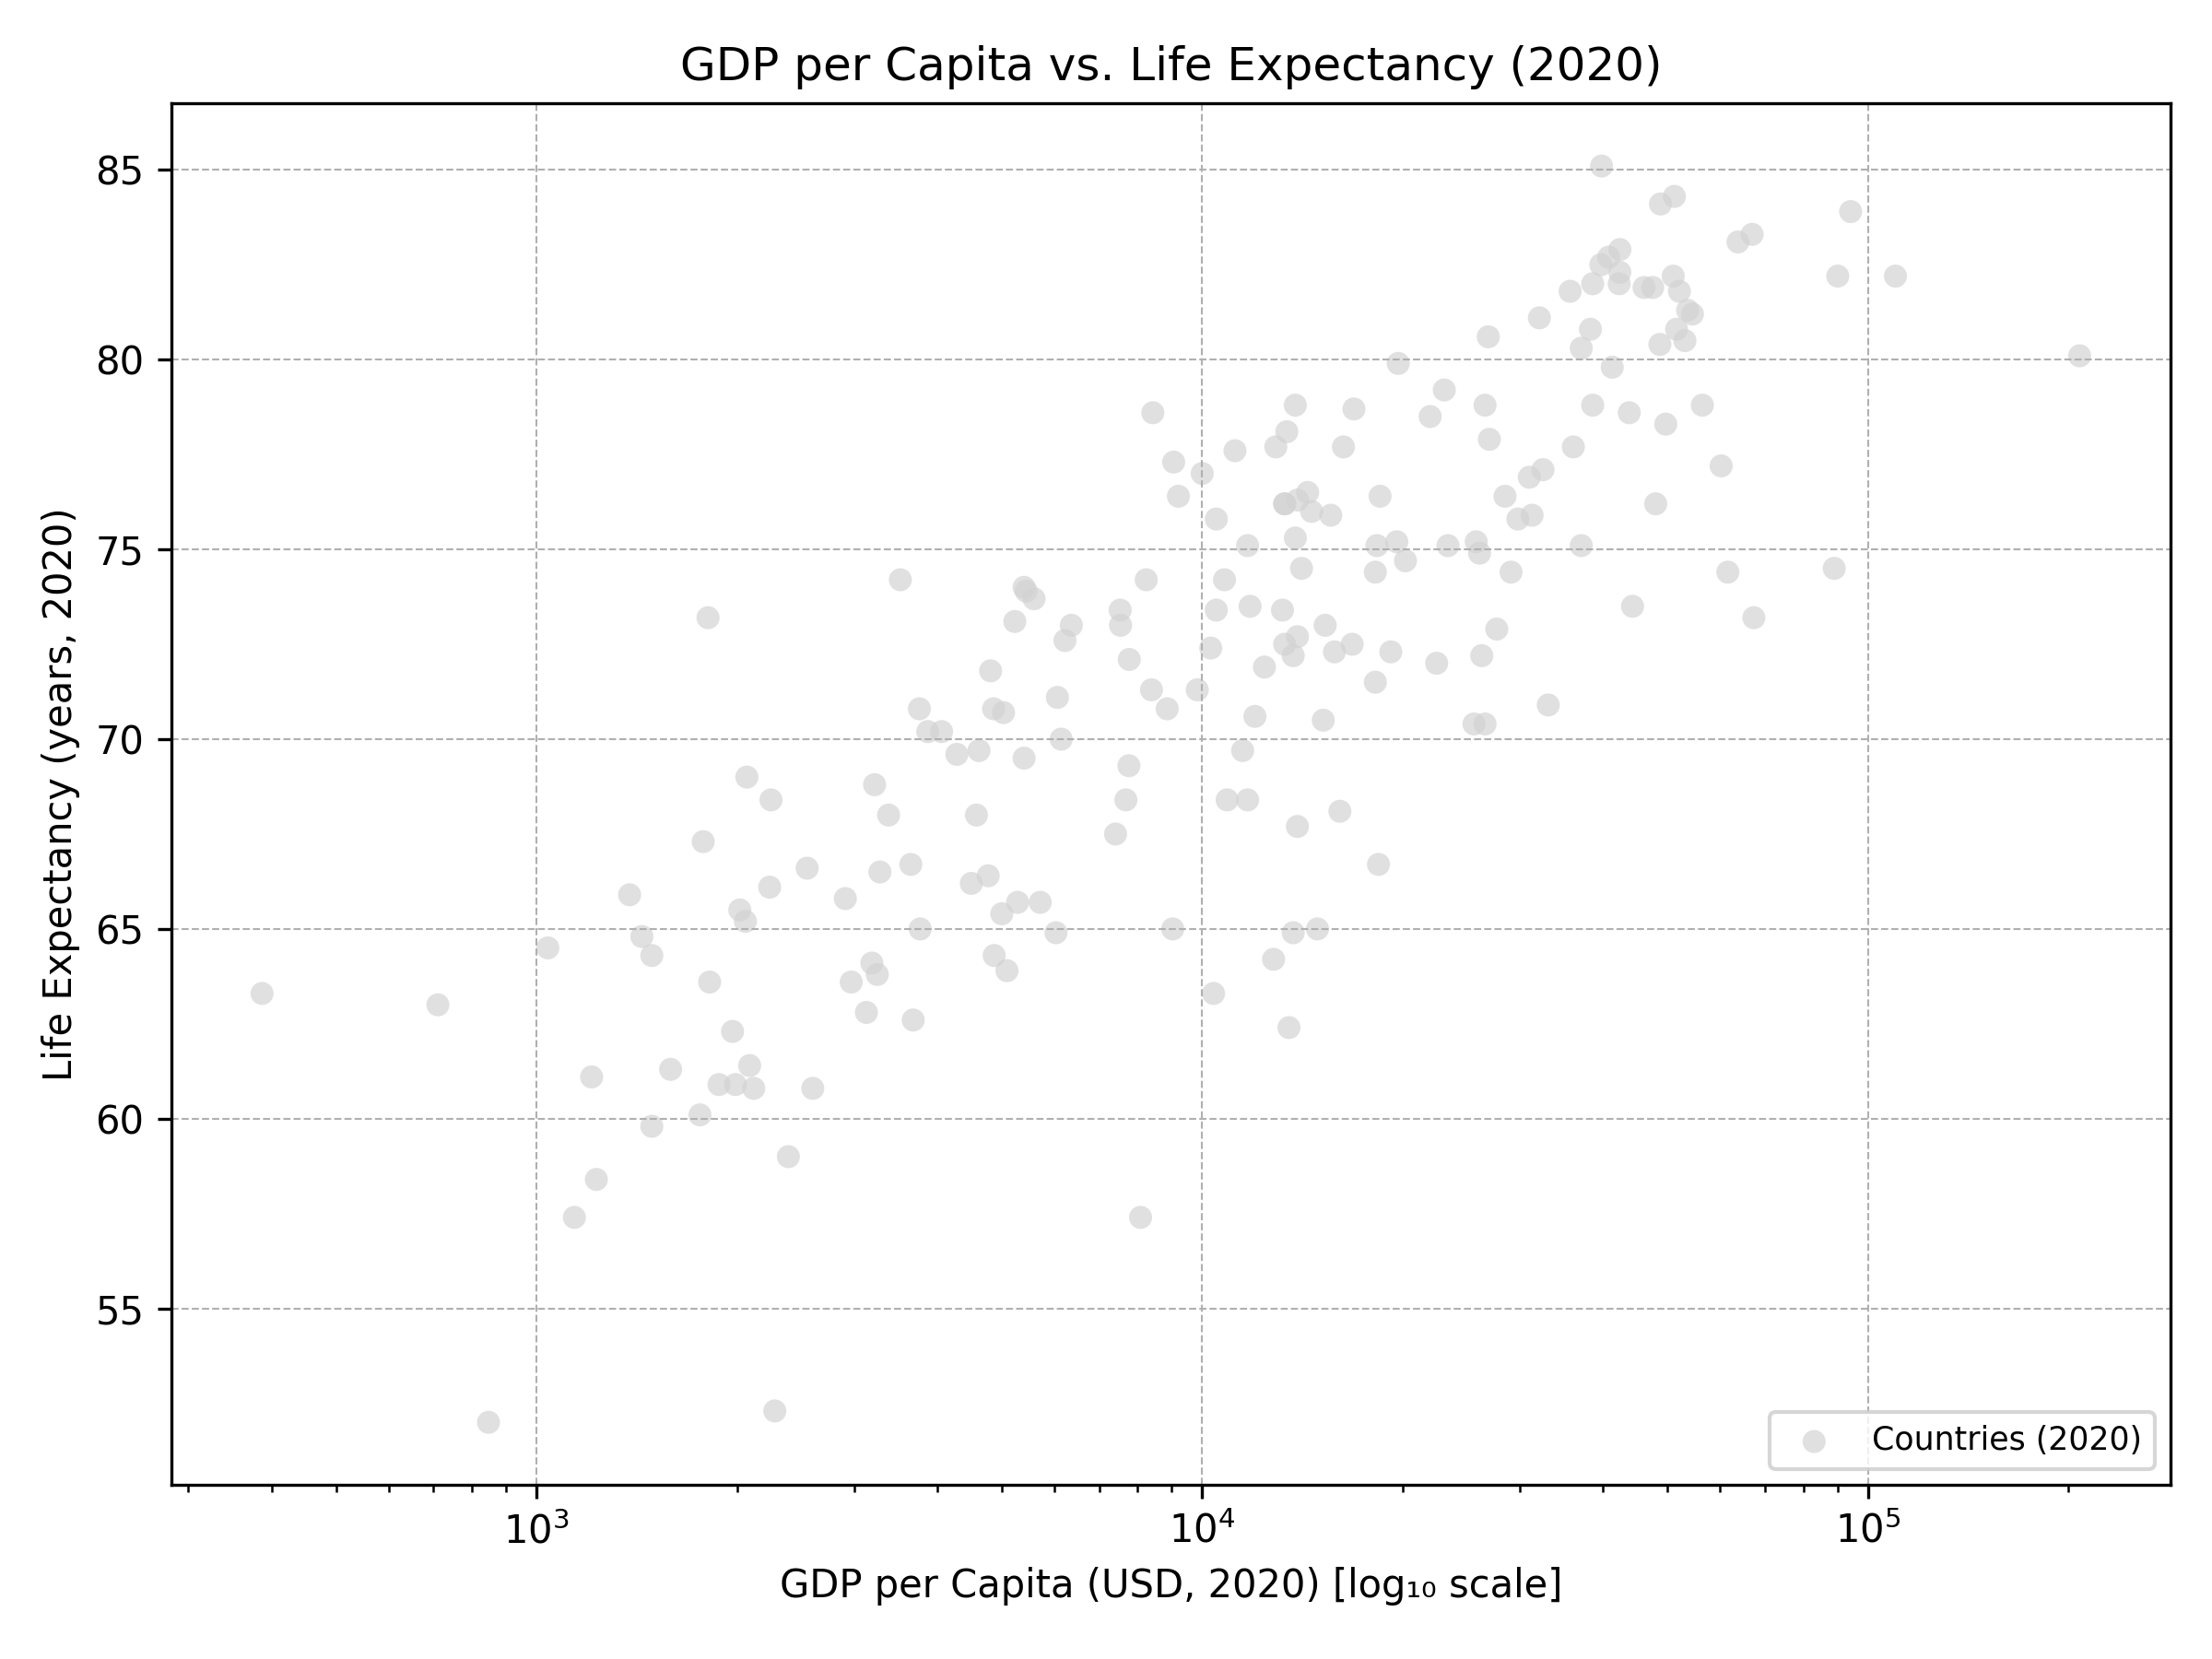 GDP per Capita vs. Life Expectancy (2020)
Life Expectancy (years, 2020)
85
80
75
70
65
60
55
Countries (2020)
10³
10⁴
10⁵
GDP per Capita (USD, 2020) [log₁₀ scale]